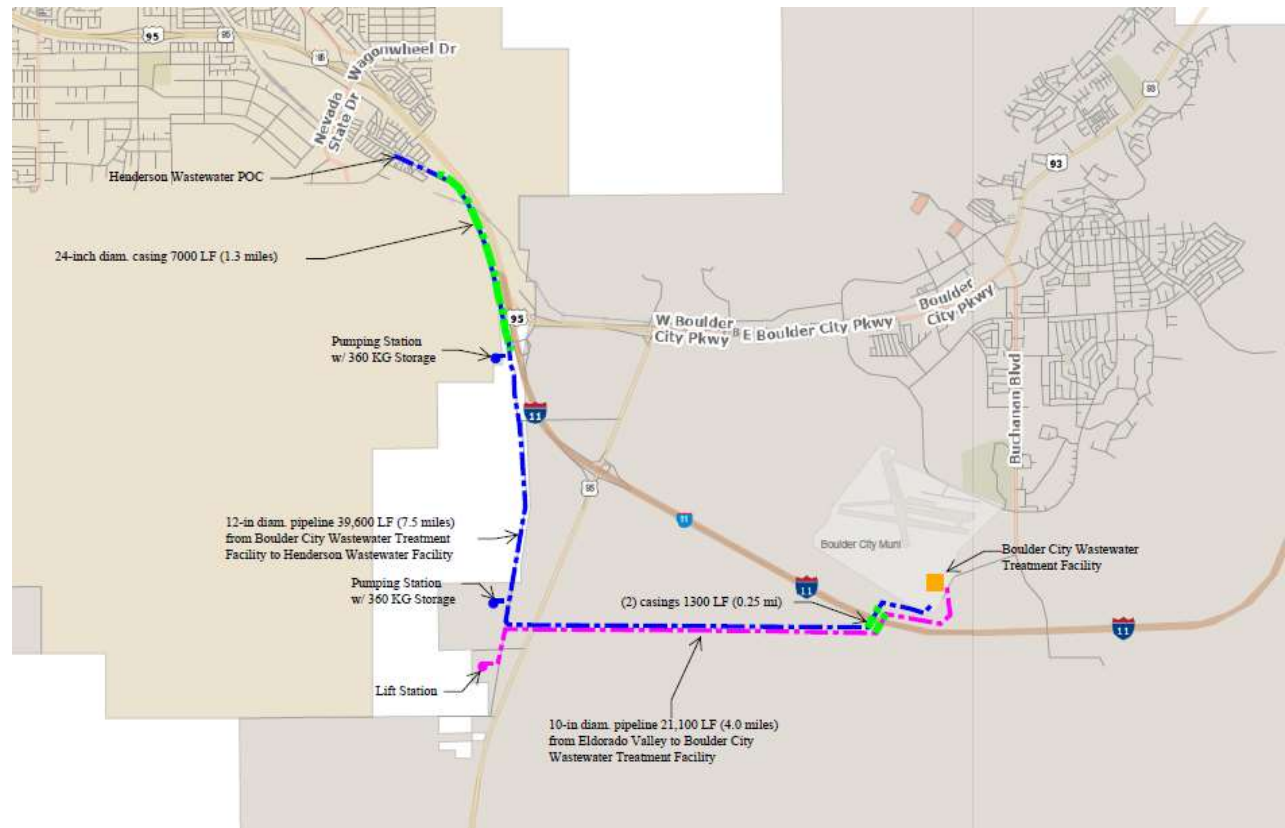 95
95
95
Wagonwheel Dr
Nevada
State Dr
93
93
Henderson Wastewater POC
24-inch diam. casing 7000 LF (1.3 miles)
95
W Boulder
City Pkwy
B
E Boulder City Pkwy
Boulder
City Pkwy
Pumping Station
w/ 360 KG Storage
11
Buchanan Blvd
95
12-in diam. pipeline 39,600 LF (7.5 miles)
from Boulder City Wastewater Treatment
Facility to Henderson Wastewater Facility
11
Boulder City Muni
Boulder City Wastewater
Treatment Facility
Pumping Station
w/ 360 KG Storage
11
(2) casings 1300 LF (0.25 mi)
11
Lift Station
10-in diam. pipeline 21,100 LF (4.0 miles)
from Eldorado Valley to Boulder City
Wastewater Treatment Facility